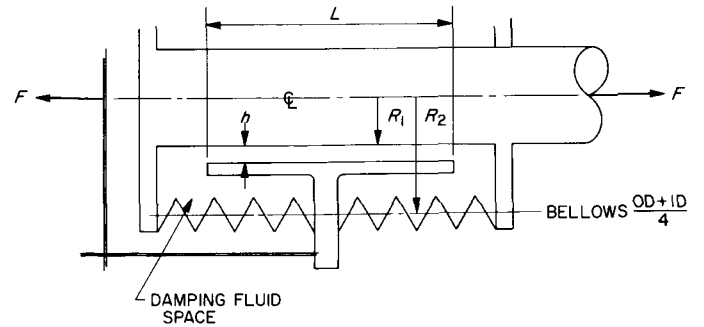 L
F
h
℄
R₁
R₂
F
BELLOWS OD+ID
4
DAMPING FLUID
SPACE